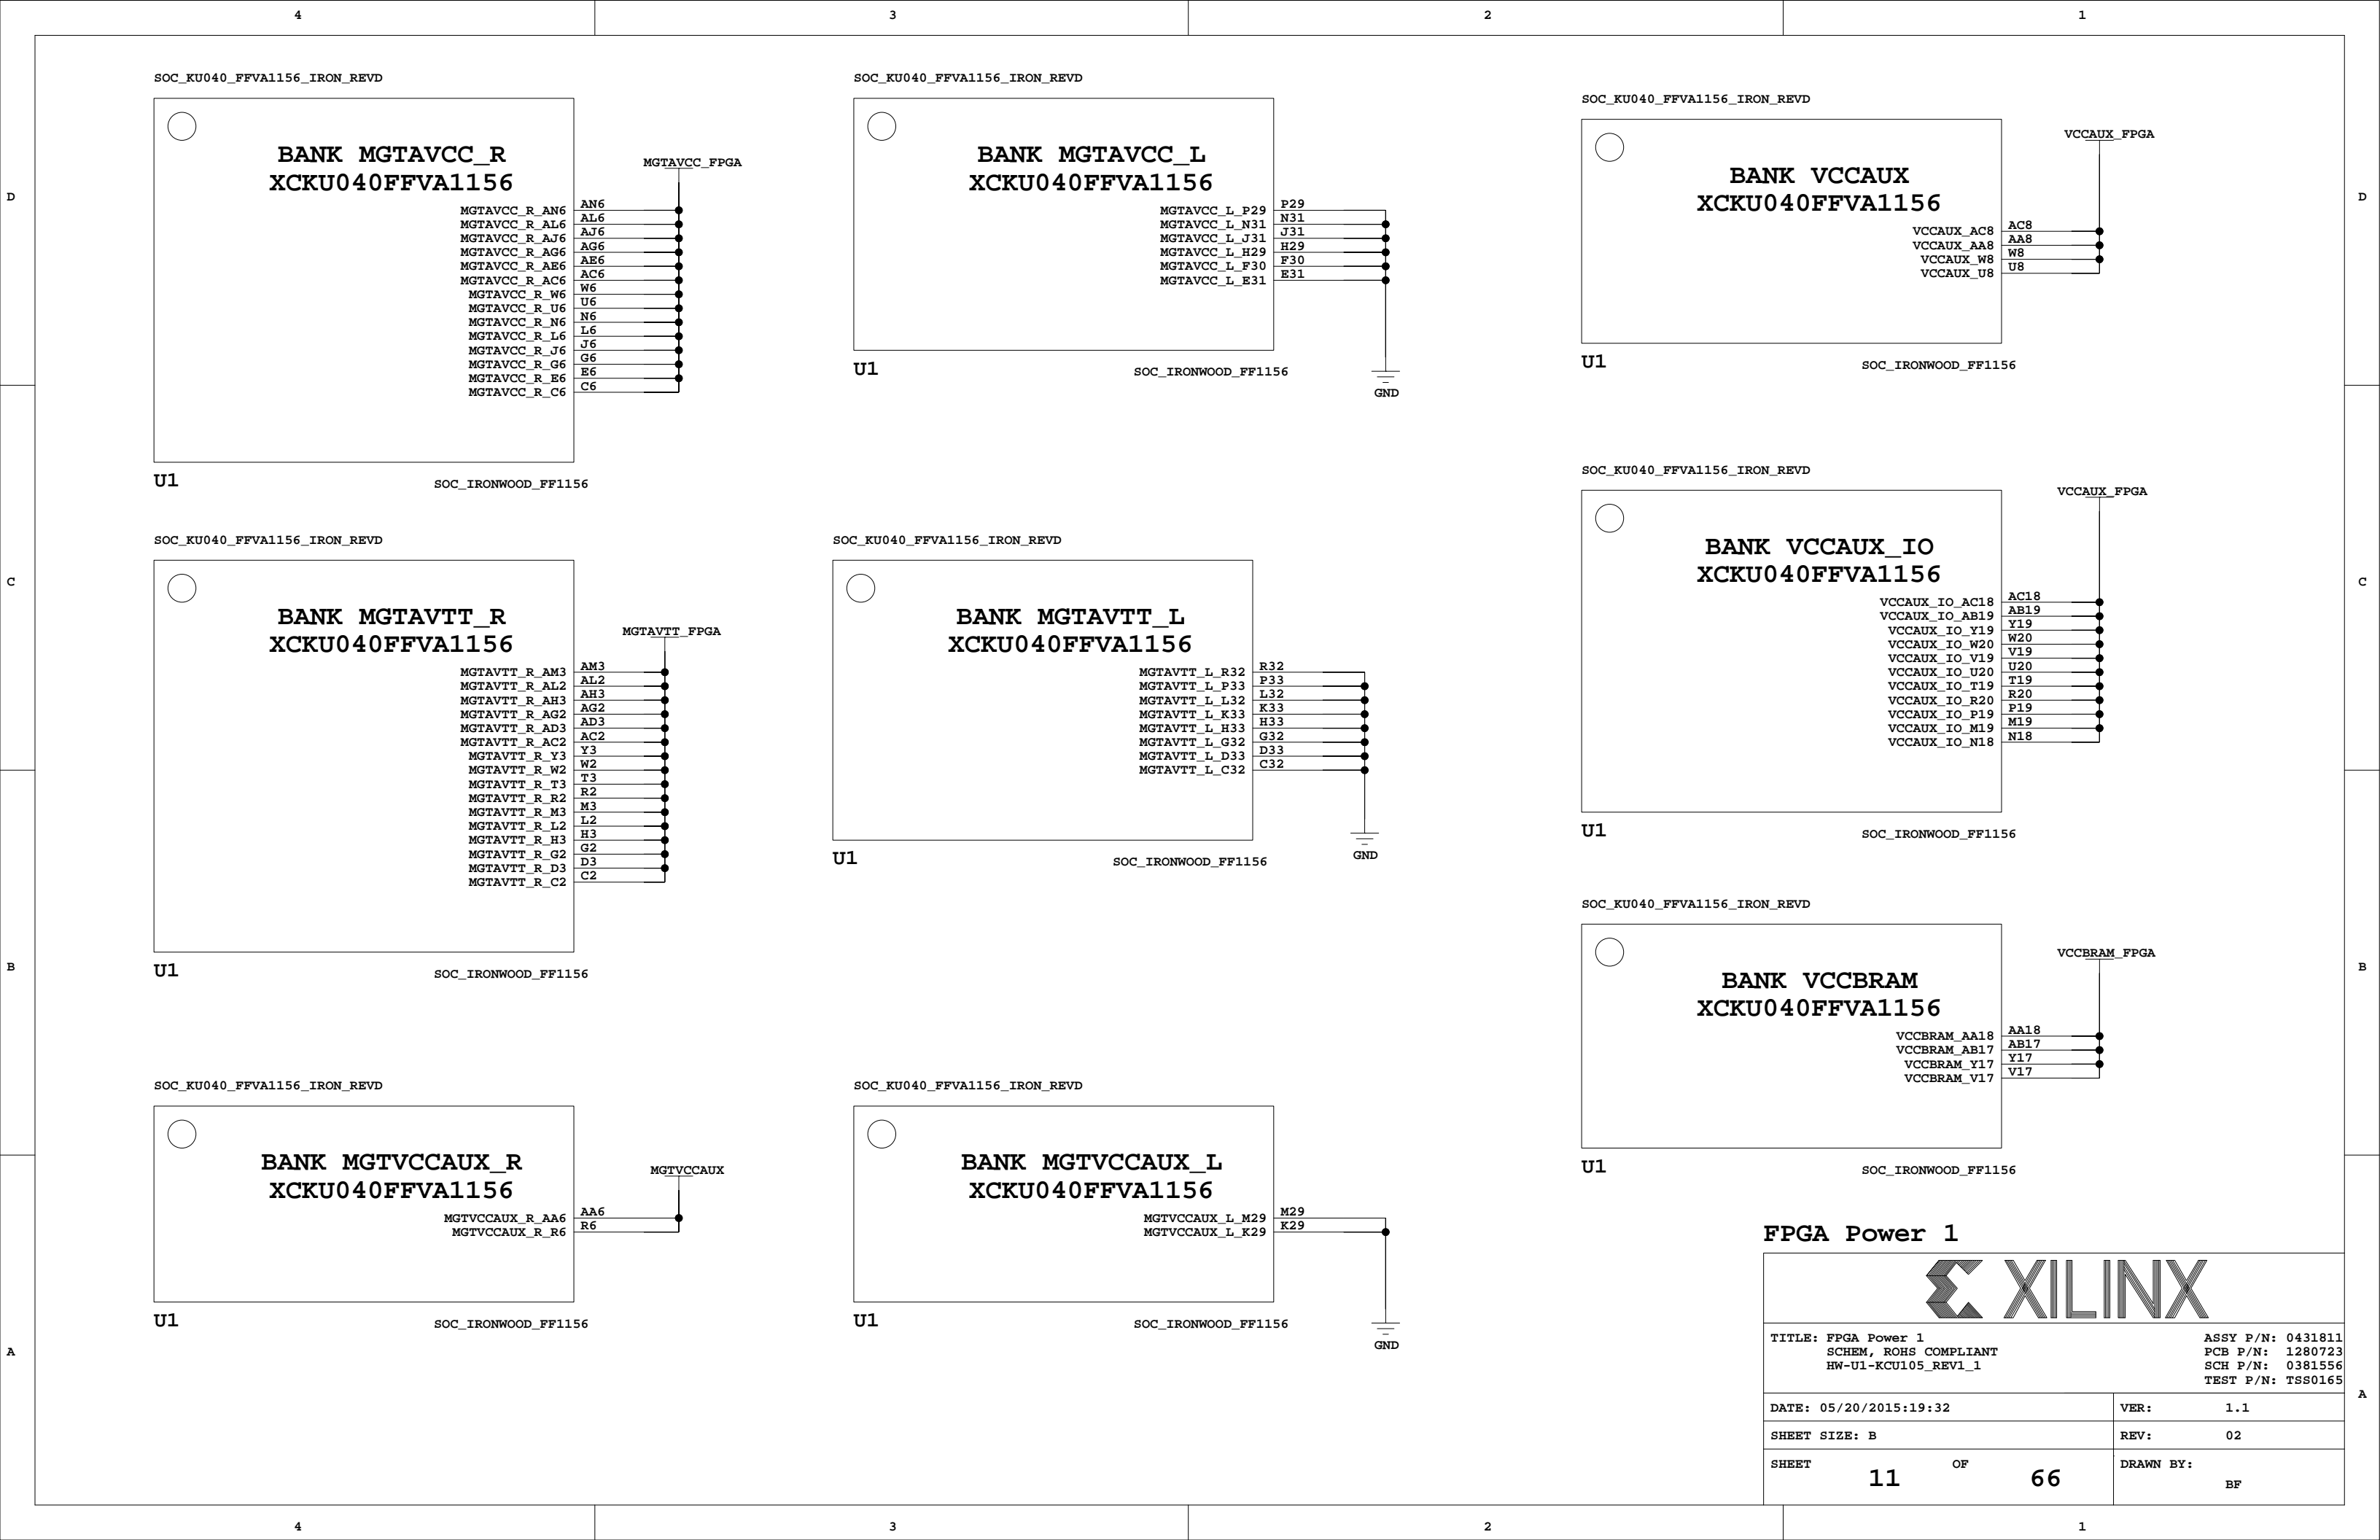 4 3 2 1
D C B A
SOC_KU040_FFVA1156_IRON_REVD
BANK MGTAVCC_R
XCKU040FFVA1156
MGTAVCC_FPGA
MGTAVCC_R_AN6 AN6
MGTAVCC_R_AL6 AL6
MGTAVCC_R_AJ6 AJ6
MGTAVCC_R_AG6 AG6
MGTAVCC_R_AE6 AE6
MGTAVCC_R_AC6 AC6
MGTAVCC_R_W6 W6
MGTAVCC_R_U6 U6
MGTAVCC_R_N6 N6
MGTAVCC_R_L6 L6
MGTAVCC_R_J6 J6
MGTAVCC_R_G6 G6
MGTAVCC_R_E6 E6
MGTAVCC_R_C6 C6
U1 SOC_IRONWOOD_FF1156
SOC_KU040_FFVA1156_IRON_REVD
BANK MGTAVTT_R
XCKU040FFVA1156
MGTAVTT_FPGA
MGTAVTT_R_AM3 AM3
MGTAVTT_R_AL2 AL2
MGTAVTT_R_AH3 AH3
MGTAVTT_R_AG2 AG2
MGTAVTT_R_AD3 AD3
MGTAVTT_R_AC2 AC2
MGTAVTT_R_Y3 Y3
MGTAVTT_R_W2 W2
MGTAVTT_R_T3 T3
MGTAVTT_R_R2 R2
MGTAVTT_R_M3 M3
MGTAVTT_R_L2 L2
MGTAVTT_R_H3 H3
MGTAVTT_R_G2 G2
MGTAVTT_R_D3 D3
MGTAVTT_R_C2 C2
U1 SOC_IRONWOOD_FF1156
SOC_KU040_FFVA1156_IRON_REVD
BANK MGTVCCAUX_R
XCKU040FFVA1156
MGTVCCAUX
MGTVCCAUX_R_AA6 AA6
MGTVCCAUX_R_R6 R6
U1 SOC_IRONWOOD_FF1156
SOC_KU040_FFVA1156_IRON_REVD
BANK MGTAVCC_L
XCKU040FFVA1156
MGTAVCC_L_P29 P29
MGTAVCC_L_N31 N31
MGTAVCC_L_J31 J31
MGTAVCC_L_H29 H29
MGTAVCC_L_F30 F30
MGTAVCC_L_E31 E31
U1 SOC_IRONWOOD_FF1156
GND
SOC_KU040_FFVA1156_IRON_REVD
BANK MGTAVTT_L
XCKU040FFVA1156
MGTAVTT_L_R32 R32
MGTAVTT_L_P33 P33
MGTAVTT_L_L32 L32
MGTAVTT_L_K33 K33
MGTAVTT_L_H33 H33
MGTAVTT_L_G32 G32
MGTAVTT_L_D33 D33
MGTAVTT_L_C32 C32
U1 SOC_IRONWOOD_FF1156
GND
SOC_KU040_FFVA1156_IRON_REVD
BANK MGTVCCAUX_L
XCKU040FFVA1156
MGTVCCAUX_L_M29 M29
MGTVCCAUX_L_K29 K29
U1 SOC_IRONWOOD_FF1156
GND
SOC_KU040_FFVA1156_IRON_REVD
VCCAUX_FPGA
BANK VCCAUX
XCKU040FFVA1156
VCCAUX_AC8 AC8
VCCAUX_AA8 AA8
VCCAUX_W8 W8
VCCAUX_U8 U8
U1 SOC_IRONWOOD_FF1156
SOC_KU040_FFVA1156_IRON_REVD
VCCAUX_FPGA
BANK VCCAUX_IO
XCKU040FFVA1156
VCCAUX_IO_AC18 AC18
VCCAUX_IO_AB19 AB19
VCCAUX_IO_Y19 Y19
VCCAUX_IO_W20 W20
VCCAUX_IO_V19 V19
VCCAUX_IO_U20 U20
VCCAUX_IO_T19 T19
VCCAUX_IO_R20 R20
VCCAUX_IO_P19 P19
VCCAUX_IO_M19 M19
VCCAUX_IO_N18 N18
U1 SOC_IRONWOOD_FF1156
SOC_KU040_FFVA1156_IRON_REVD
VCCBRAM_FPGA
BANK VCCBRAM
XCKU040FFVA1156
VCCBRAM_AA18 AA18
VCCBRAM_AB17 AB17
VCCBRAM_Y17 Y17
VCCBRAM_V17 V17
U1 SOC_IRONWOOD_FF1156
FPGA Power 1
XILINX
TITLE: FPGA Power 1 ASSY P/N: 0431811
SCHEM, ROHS COMPLIANT PCB P/N: 1280723
HW-U1-KCU105_REV1_1 SCH P/N: 0381556
TEST P/N: TSS0165
DATE: 05/20/2015:19:32 VER: 1.1
SHEET SIZE: B REV: 02
SHEET 11 OF 66 DRAWN BY:
BF
D C B A
4 3 2 1